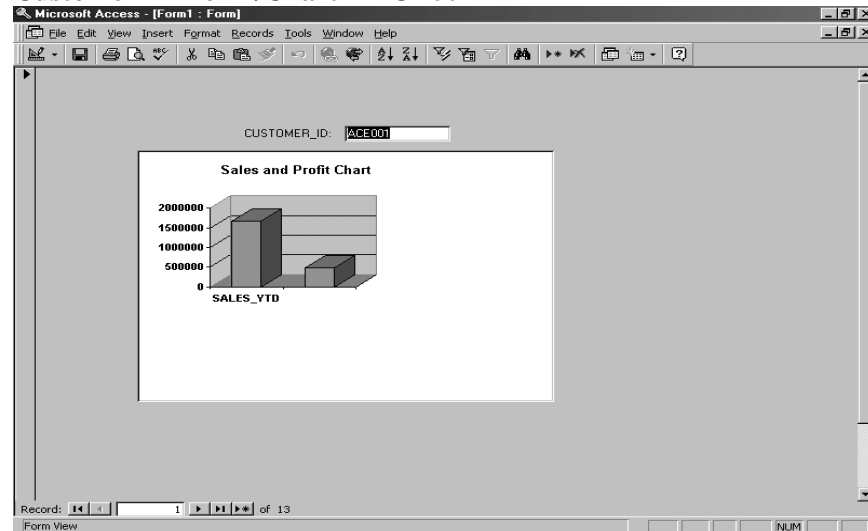 Microsoft Access - [Form1 : Form]
File Edit View Insert Format Records Tools Window Help
CUSTOMER_ID: ACE001
Sales and Profit Chart
2000000
1500000
1000000
500000
0
SALES_YTD
Record: 1 of 13
Form View NUM